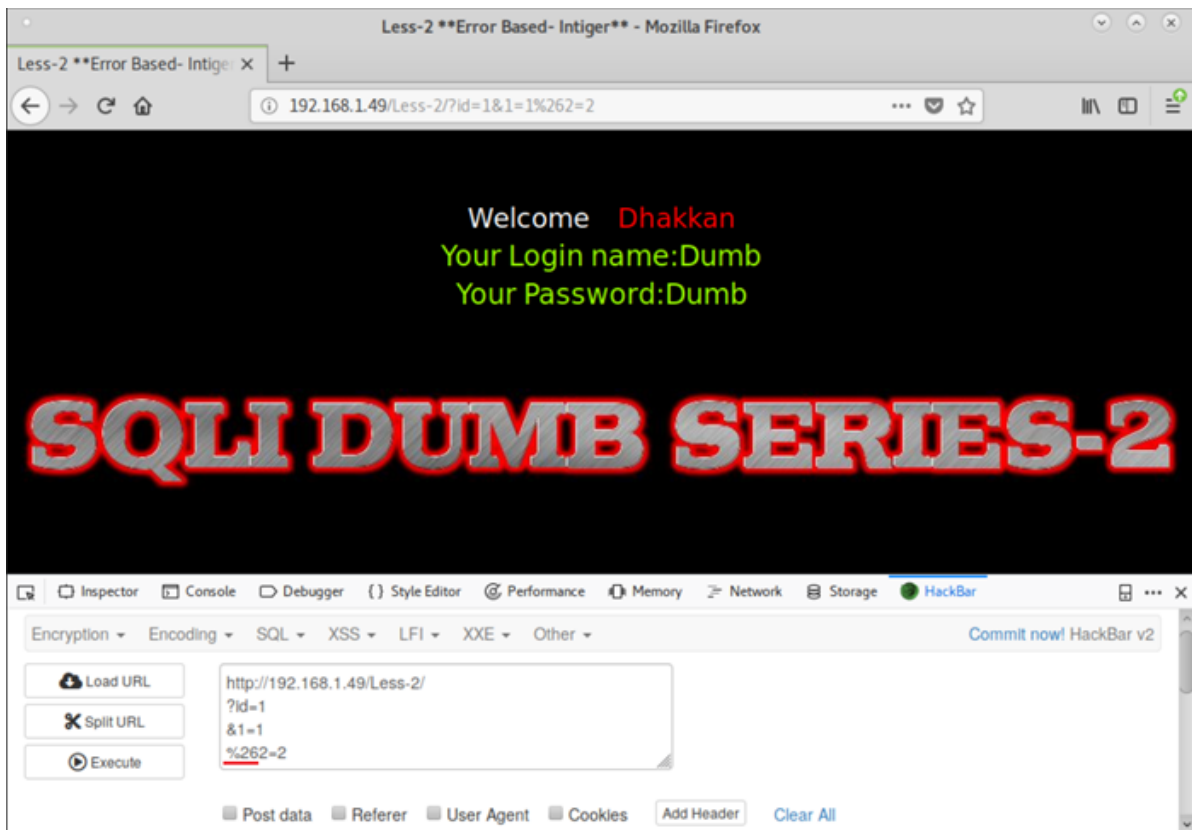 Less-2 **Error Based- Intiger** - Mozilla Firefox
Less-2 **Error Based- Intiger
192.168.1.49/Less-2/?id=1&1=1%262=2
Welcome Dhakkan
Your Login name:Dumb
Your Password:Dumb
SQLI DUMB SERIES-2
Inspector Console Debugger {} Style Editor Performance Memory Network Storage HackBar
Encryption Encoding SQL XSS LFI XXE Other Commit now! HackBar v2
Load URL
Split URL
Execute
http://192.168.1.49/Less-2/
?id=1
&1=1
%262=2
Post data Referer User Agent Cookies Add Header Clear All